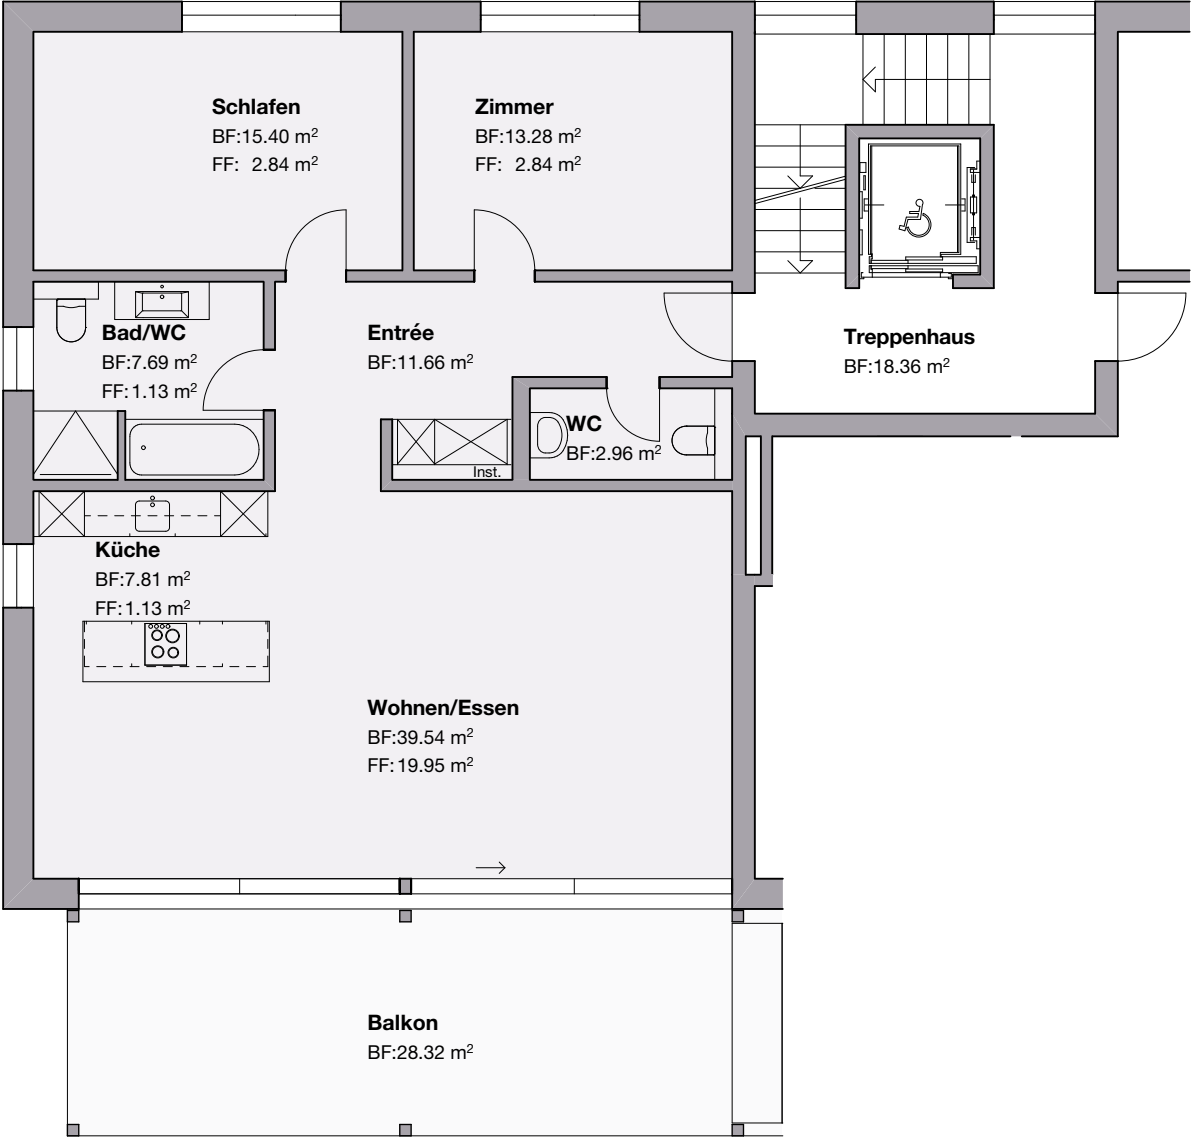 Schlafen
BF:15.40 m²
FF: 2.84 m²
Zimmer
BF:13.28 m²
FF: 2.84 m²
Bad/WC
BF:7.69 m²
FF:1.13 m²
Entrée
BF:11.66 m²
Treppenhaus
BF:18.36 m²
WC
BF:2.96 m²
Inst.
Küche
BF:7.81 m²
FF:1.13 m²
Wohnen/Essen
BF:39.54 m²
FF:19.95 m²
Balkon
BF:28.32 m²